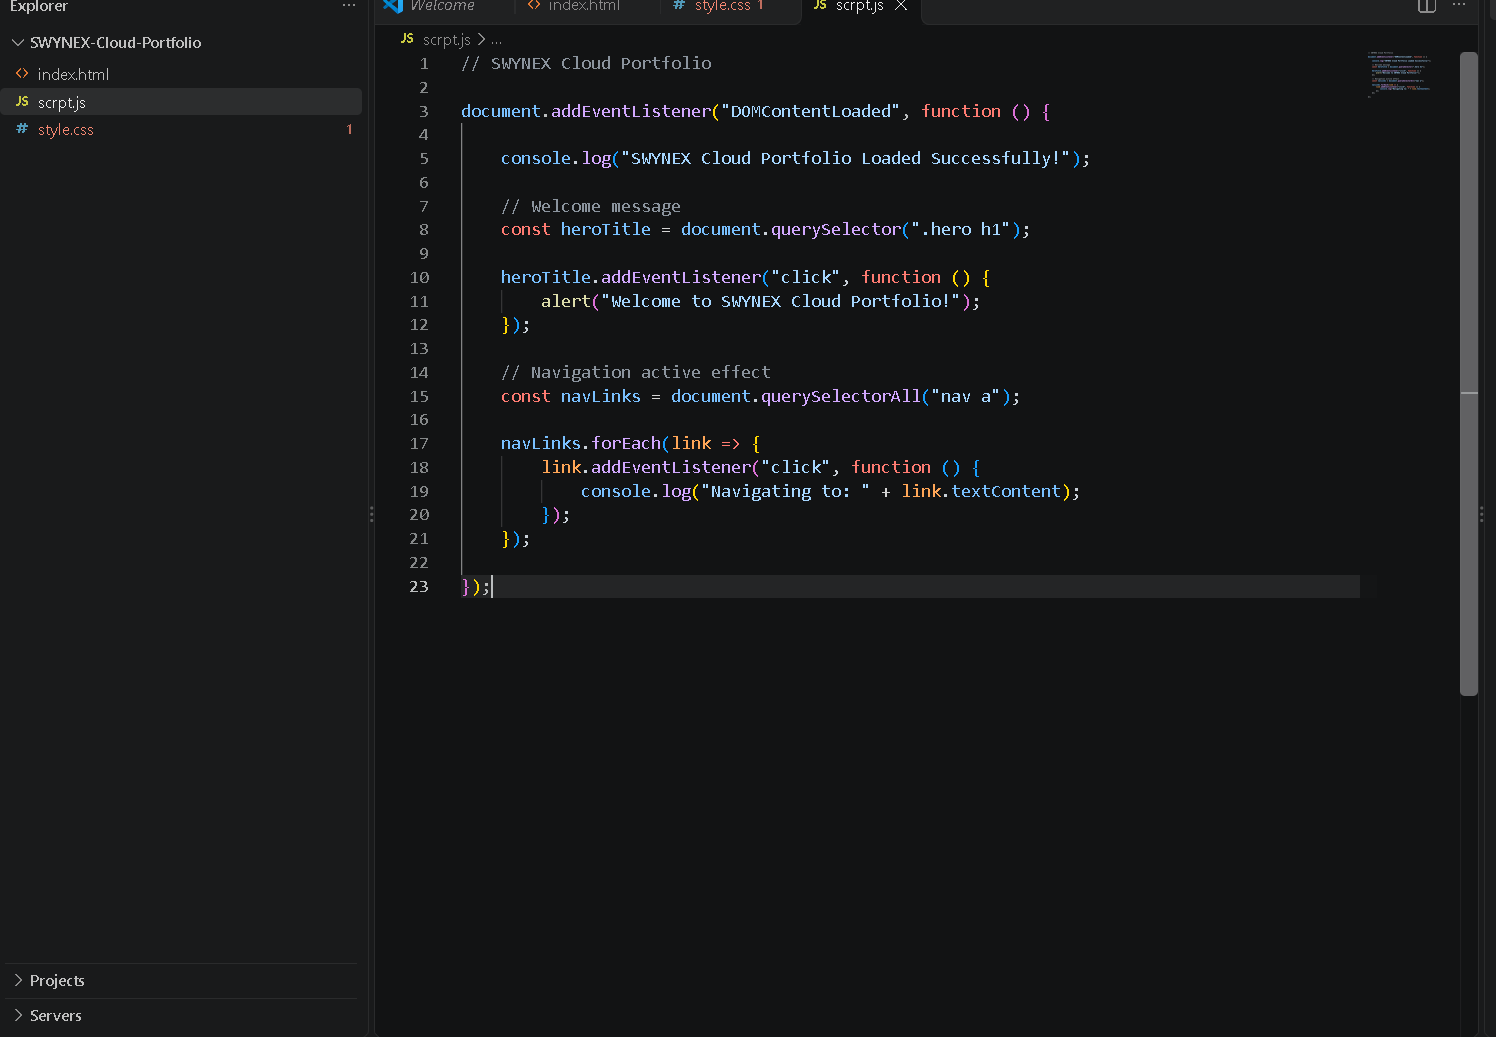 Explorer
···
SWYNEX-Cloud-Portfolio
<> index.html
JS scrpt.js
# style.css 1
Projects
Servers
Welcome
<> index.html
# style.css 1
JS scrpt.js
···
JS scrpt.js > ...
1 // SWYNEX Cloud Portfolio
2
3 document.addEventListener("DOMContentLoaded", function () {
4
5 console.log("SWYNEX Cloud Portfolio Loaded Successfully!");
6
7 // Welcome message
8 const heroTitle = document.querySelector(".hero h1");
9
10 heroTitle.addEventListener("click", function () {
11 alert("Welcome to SWYNEX Cloud Portfolio!");
12 });
13
14 // Navigation active effect
15 const navLinks = document.querySelectorAll("nav a");
16
17 navLinks.forEach(link => {
18 link.addEventListener("click", function () {
19 console.log("Navigating to: " + link.textContent);
20 });
21 });
22
23 });